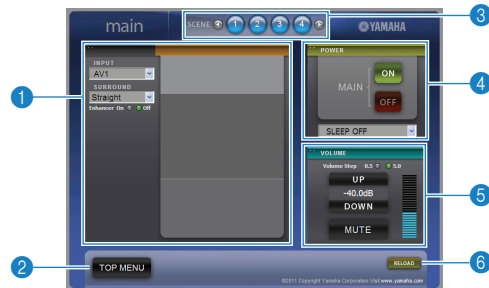 main
SCENE 1 2 3 4
YAMAHA
3
1
INPUT
AV1
SURROUND
Straight
Enhancer On Off
POWER
MAIN
ON
OFF
SLEEP OFF
4
VOLUME
Volume Step 0.5 5.0
UP
-40.0dB
DOWN
MUTE
5
2
TOP MENU
RELOAD
6
©2011 Copyright Yamaha Corporation Visit www.yamaha.com